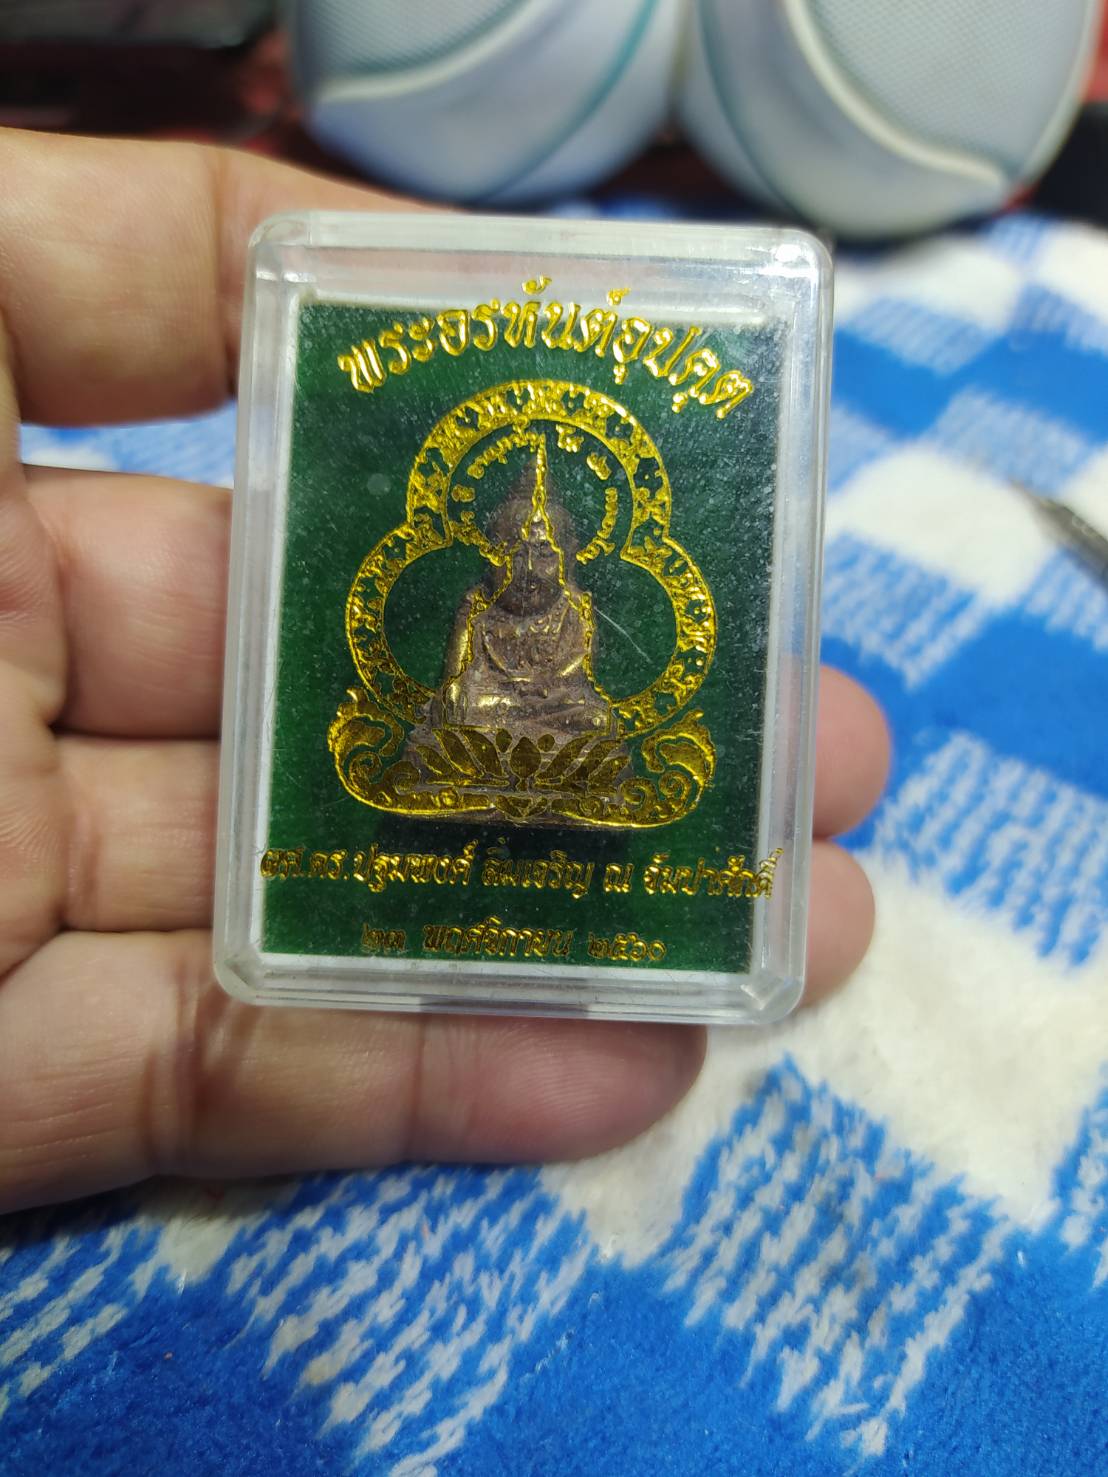 พระอรหันต์อุปคุต
ผศ.ดร.ปฐมพงศ์ ลิ้มเจริญ ณ จัมปาศักดิ์
๒๓ พฤศจิกายน ๒๕๖๐